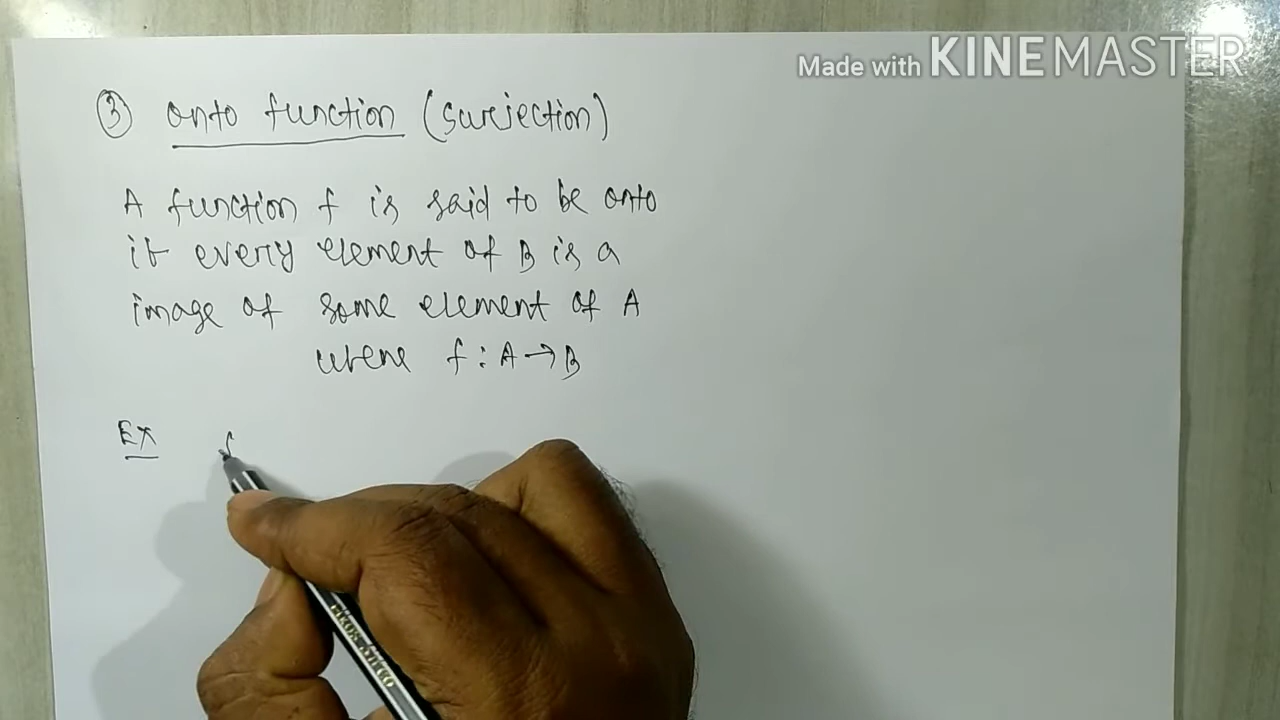 Made with KINEMASTER
③ onto function (surjection)
A function f is said to be onto
if every element of B is a
image of some element of A
where f : A → B
Ex